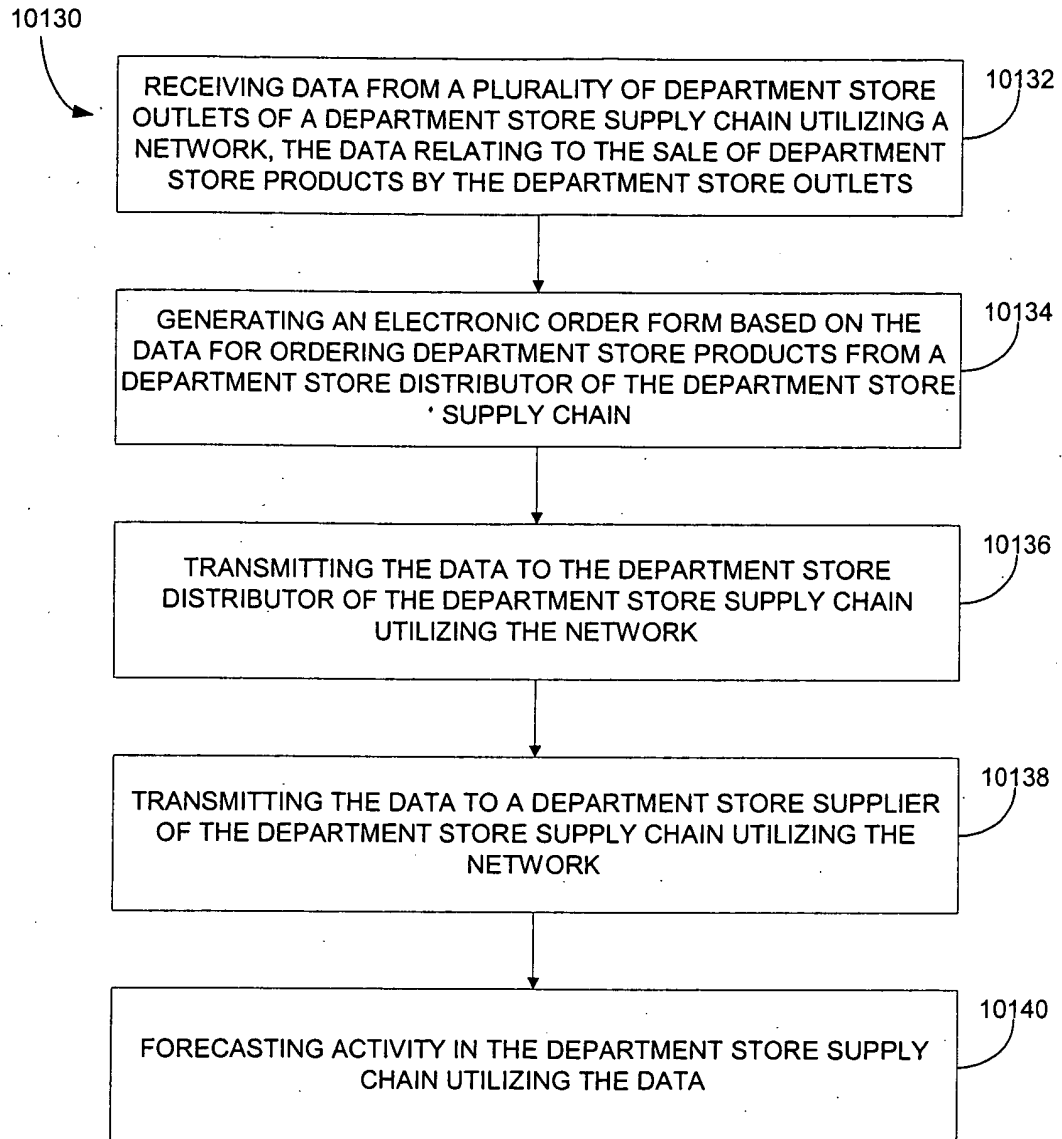 10130
RECEIVING DATA FROM A PLURALITY OF DEPARTMENT STORE
OUTLETS OF A DEPARTMENT STORE SUPPLY CHAIN UTILIZING A
NETWORK, THE DATA RELATING TO THE SALE OF DEPARTMENT
STORE PRODUCTS BY THE DEPARTMENT STORE OUTLETS
10132
GENERATING AN ELECTRONIC ORDER FORM BASED ON THE
DATA FOR ORDERING DEPARTMENT STORE PRODUCTS FROM A
DEPARTMENT STORE DISTRIBUTOR OF THE DEPARTMENT STORE
SUPPLY CHAIN
10134
TRANSMITTING THE DATA TO THE DEPARTMENT STORE
DISTRIBUTOR OF THE DEPARTMENT STORE SUPPLY CHAIN
UTILIZING THE NETWORK
10136
TRANSMITTING THE DATA TO A DEPARTMENT STORE SUPPLIER
OF THE DEPARTMENT STORE SUPPLY CHAIN UTILIZING THE
NETWORK
10138
FORECASTING ACTIVITY IN THE DEPARTMENT STORE SUPPLY
CHAIN UTILIZING THE DATA
10140